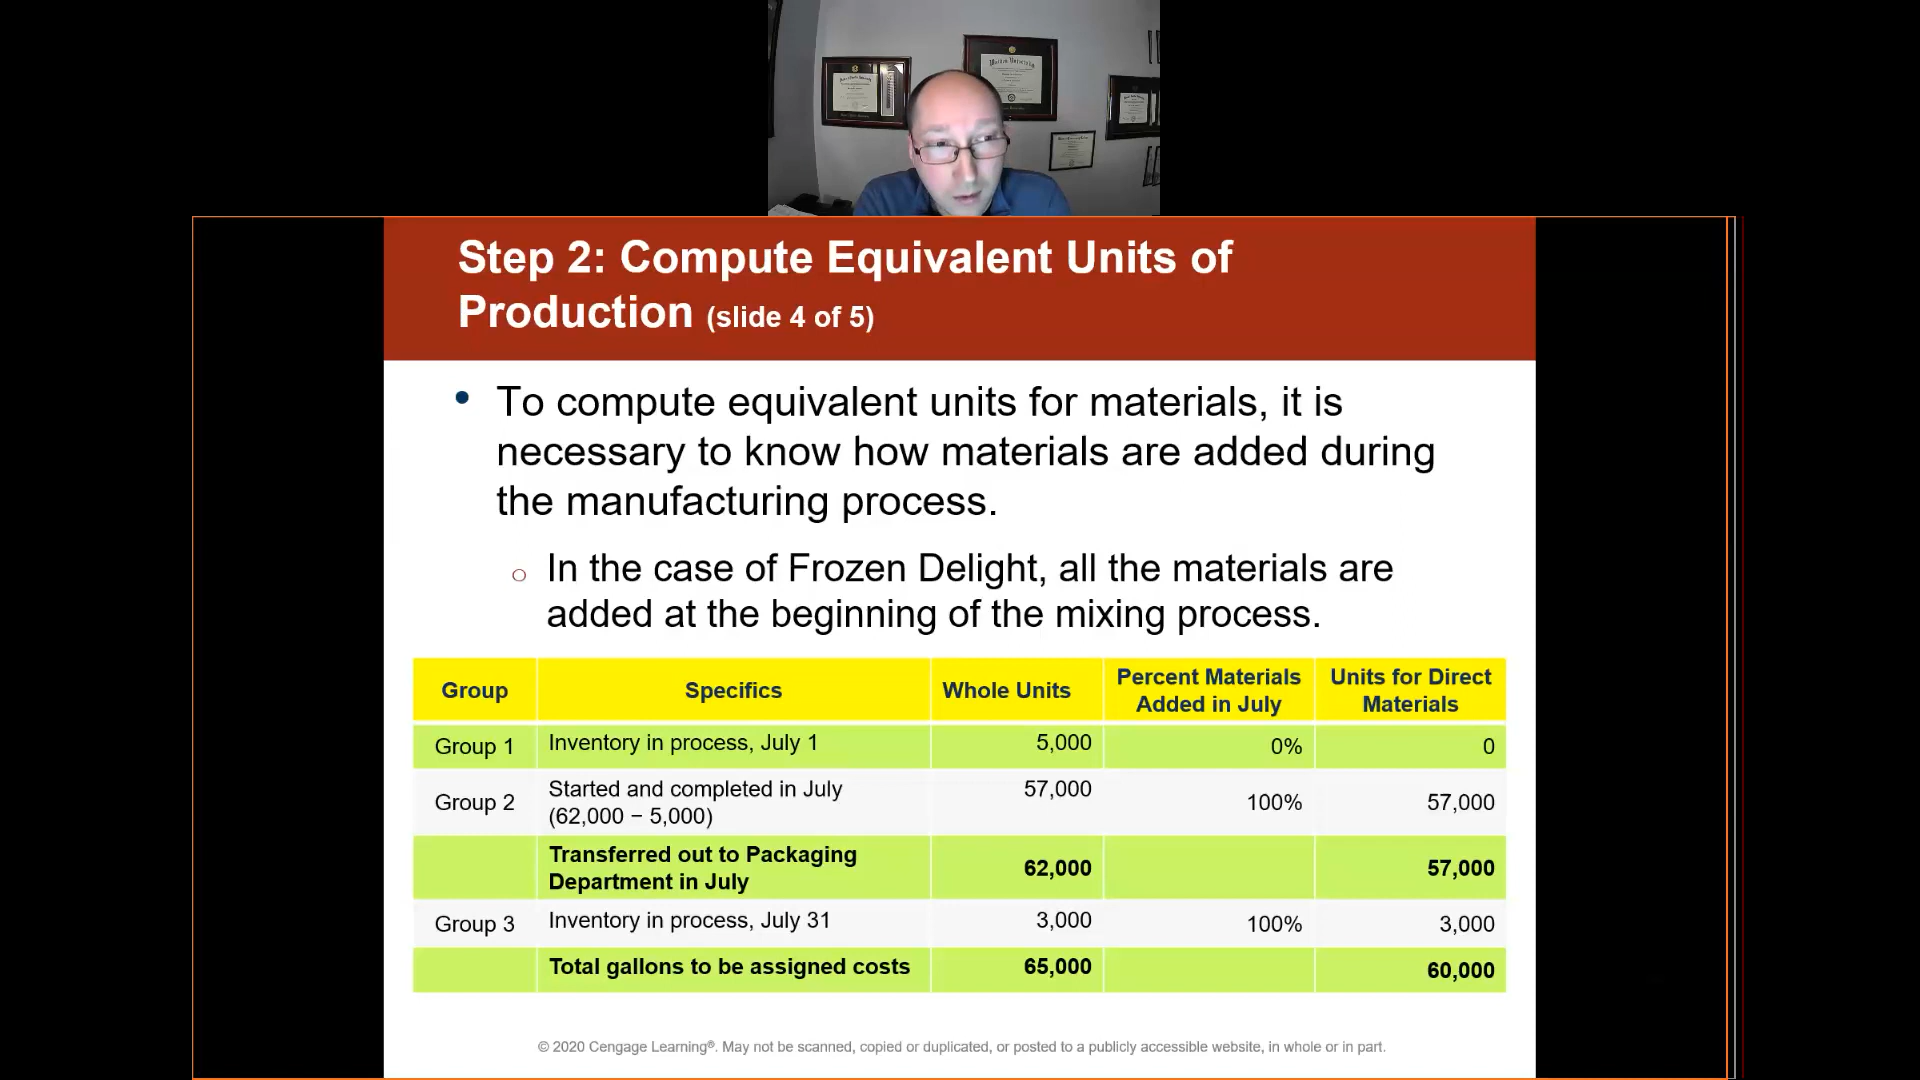 Step 2: Compute Equivalent Units of
Production (slide 4 of 5)
• To compute equivalent units for materials, it is
necessary to know how materials are added during
the manufacturing process.
○ In the case of Frozen Delight, all the materials are
added at the beginning of the mixing process.
Group Specifics Whole Units Percent Materials Added in July Units for Direct Materials
Group 1 Inventory in process, July 1 5,000 0% 0
Group 2 Started and completed in July (62,000 − 5,000) 57,000 100% 57,000
Transferred out to Packaging Department in July 62,000 57,000
Group 3 Inventory in process, July 31 3,000 100% 3,000
Total gallons to be assigned costs 65,000 60,000
© 2020 Cengage Learning®. May not be scanned, copied or duplicated, or posted to a publicly accessible website, in whole or in part.